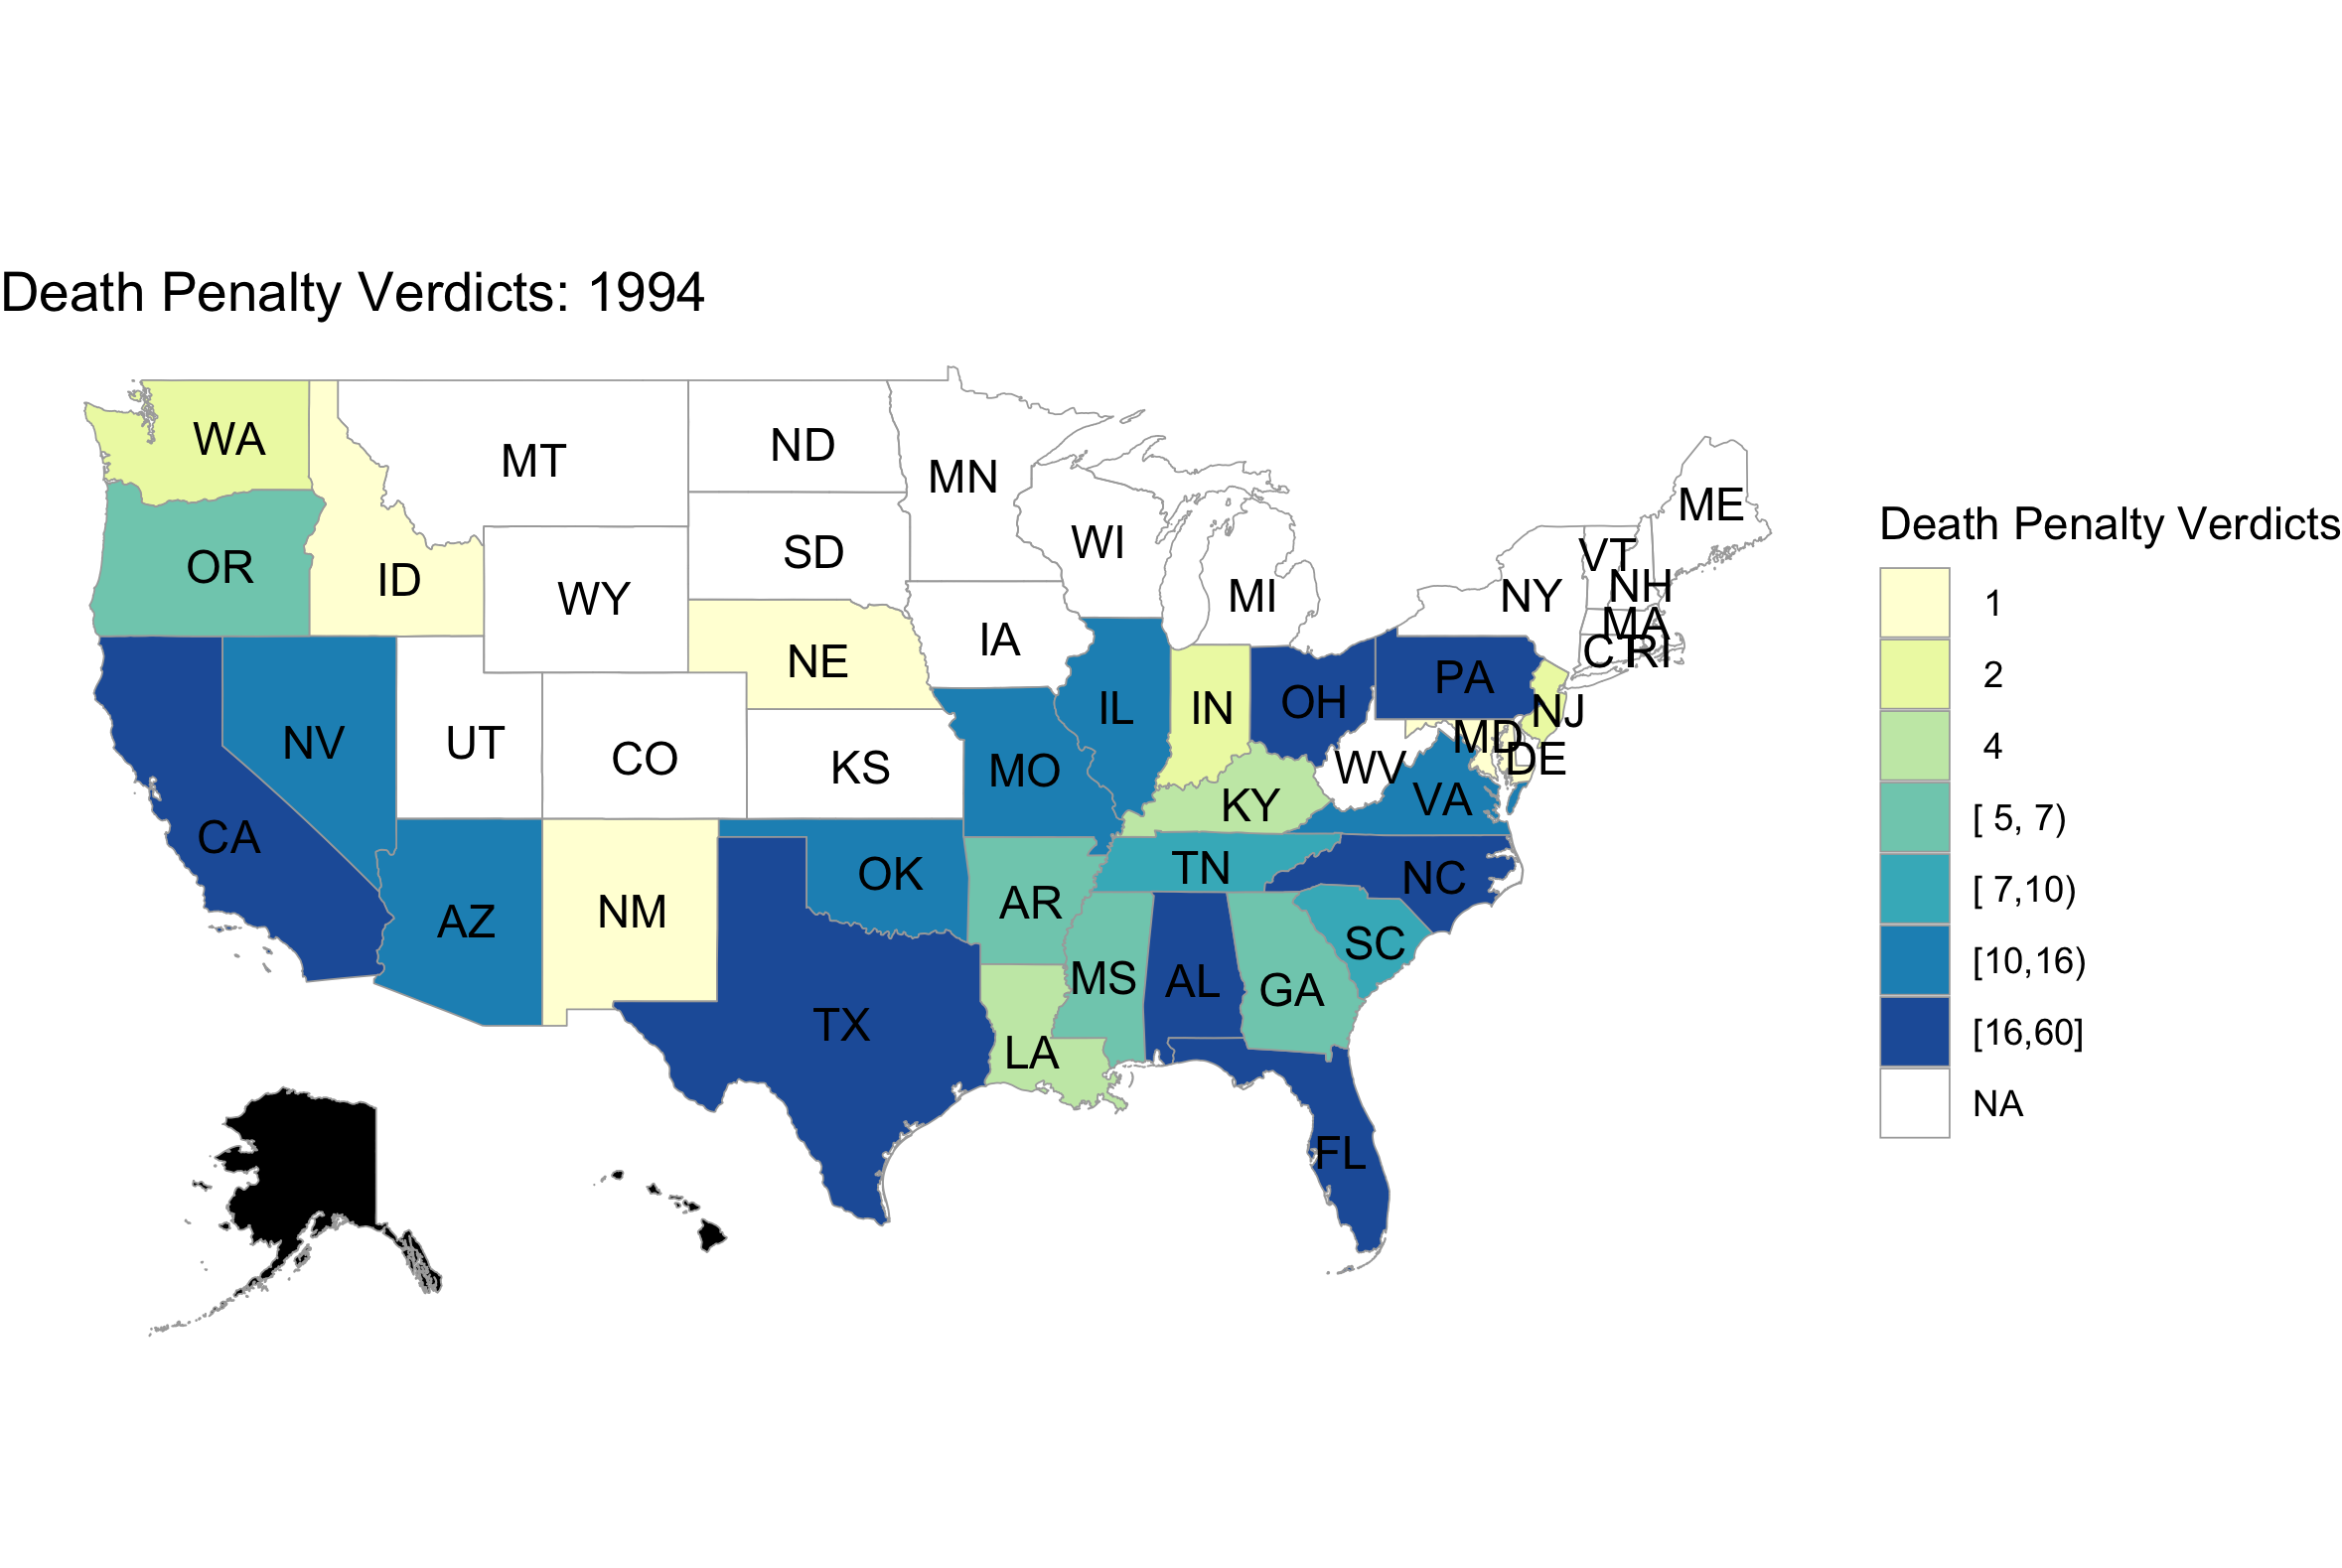 Death Penalty Verdicts: 1994
WA
MT
ND
MN
ME
OR
ID
WY
SD
WI
MI
NY
VT
NH
MA
CT
RI
NE
IA
PA
NJ
NV
UT
CO
KS
MO
IL
IN
OH
MD
DE
WV
VA
KY
CA
AZ
NM
OK
AR
TN
NC
SC
MS
AL
GA
TX
LA
FL
Death Penalty Verdicts
1
2
4
[ 5, 7)
[ 7,10)
[10,16)
[16,60]
NA